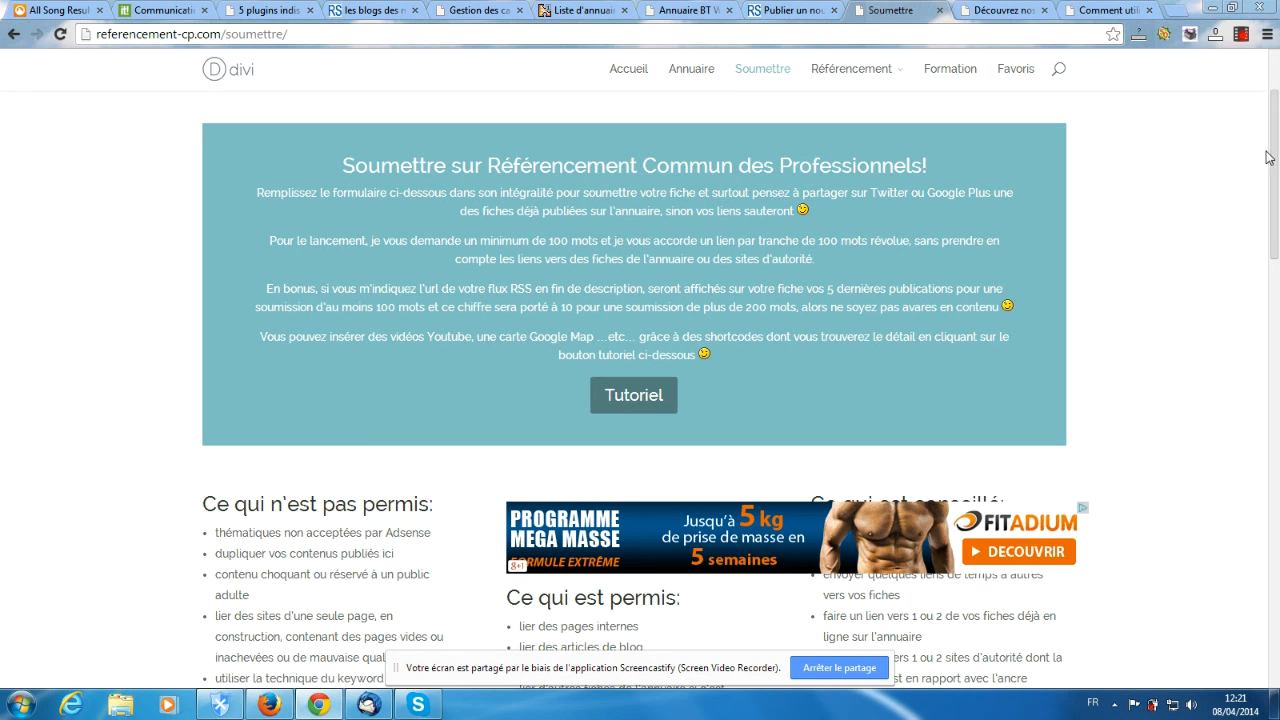 All Song Resul
Communicatio
5 plugins indis
les blogs des n
Gestion des ca
Liste d'annuair
Annuaire BT W
Publier un nou
Soumettre
Découvrez nos
Comment utili
referencement-cp.com/soumettre/
D divi
Accueil
Annuaire
Soumettre
Référencement
Formation
Favoris
Soumettre sur Référencement Commun des Professionnels!
Remplissez le formulaire ci-dessous dans son intégralité pour soumettre votre fiche et surtout pensez à partager sur Twitter ou Google Plus une
des fiches déjà publiées sur l'annuaire, sinon vos liens sauteront
Pour le lancement, je vous demande un minimum de 100 mots et je vous accorde un lien par tranche de 100 mots révolue, sans prendre en
compte les liens vers des fiches de l'annuaire ou des sites d'autorité.
En bonus, si vous m'indiquez l'url de votre flux RSS en fin de description, seront affichés sur votre fiche vos 5 dernières publications pour une
soumission d'au moins 100 mots et ce chiffre sera porté à 10 pour une soumission de plus de 200 mots, alors ne soyez pas avares en contenu
Vous pouvez insérer des vidéos Youtube, une carte Google Map ...etc... grâce à des shortcodes dont vous trouverez le détail en cliquant sur le
bouton tutoriel ci-dessous
Tutoriel
Ce qui n'est pas permis:
thématiques non acceptées par Adsense
dupliquer vos contenus publiés ici
contenu choquant ou réservé à un public
adulte
lier des sites d'une seule page, en
construction, contenant des pages vides ou
inachevées ou de mauvaise qual
utiliser la technique du keyword
PROGRAMME
MEGA MASSE
FORMULE EXTRÊME
Jusqu'à 5 kg
de prise de masse en
5 semaines
FITADIUM
DECOUVRIR
Ce qui est permis:
lier des pages internes
lier des articles de blog
Ce qui est conseillé:
envoyer quelques liens de temps à autres
vers vos fiches
faire un lien vers 1 ou 2 de vos fiches déjà en
ligne sur l'annuaire
vers 1 ou 2 sites d'autorité dont la
est en rapport avec l'ancre
Votre écran est partagé par le biais de l'application Screencastify (Screen Video Recorder).
Arrêter le partage
FR
12:21
08/04/2014